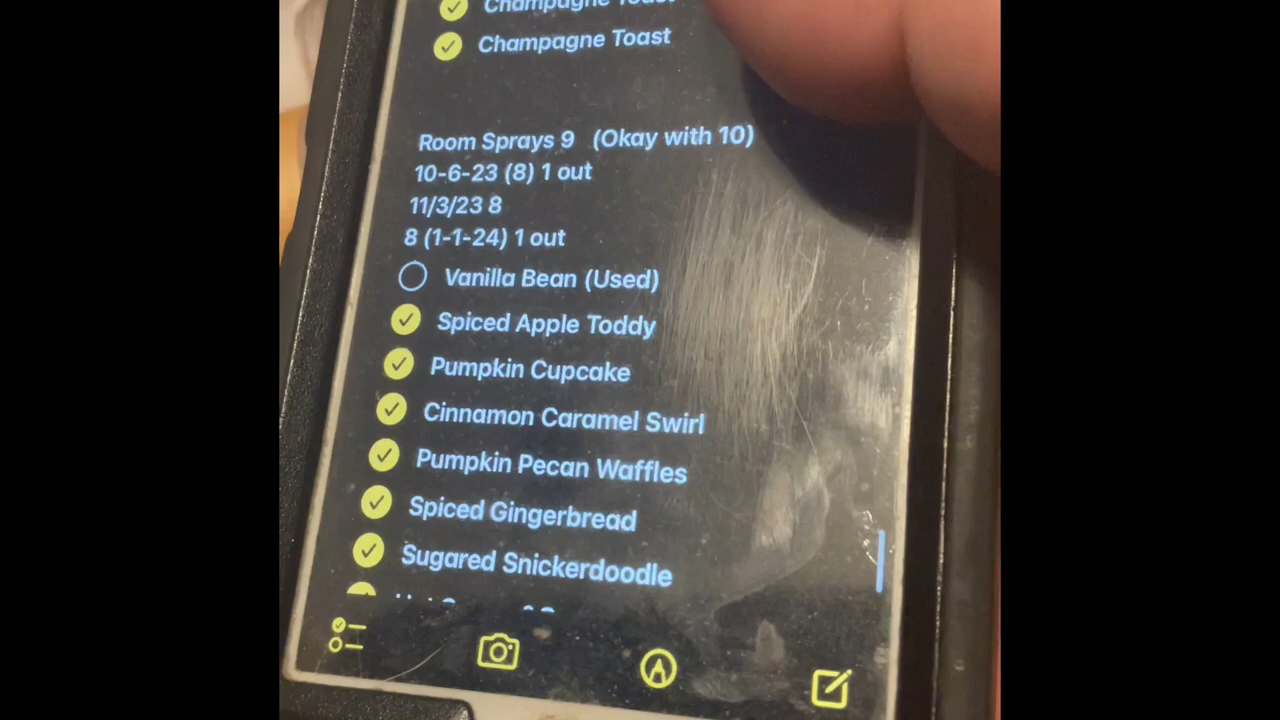 Champagne Toast
Champagne Toast
Room Sprays 9 (Okay with 10)
10-6-23 (8) 1 out
11/3/23 8
8 (1-1-24) 1 out
Vanilla Bean (Used)
Spiced Apple Toddy
Pumpkin Cupcake
Cinnamon Caramel Swirl
Pumpkin Pecan Waffles
Spiced Gingerbread
Sugared Snickerdoodle